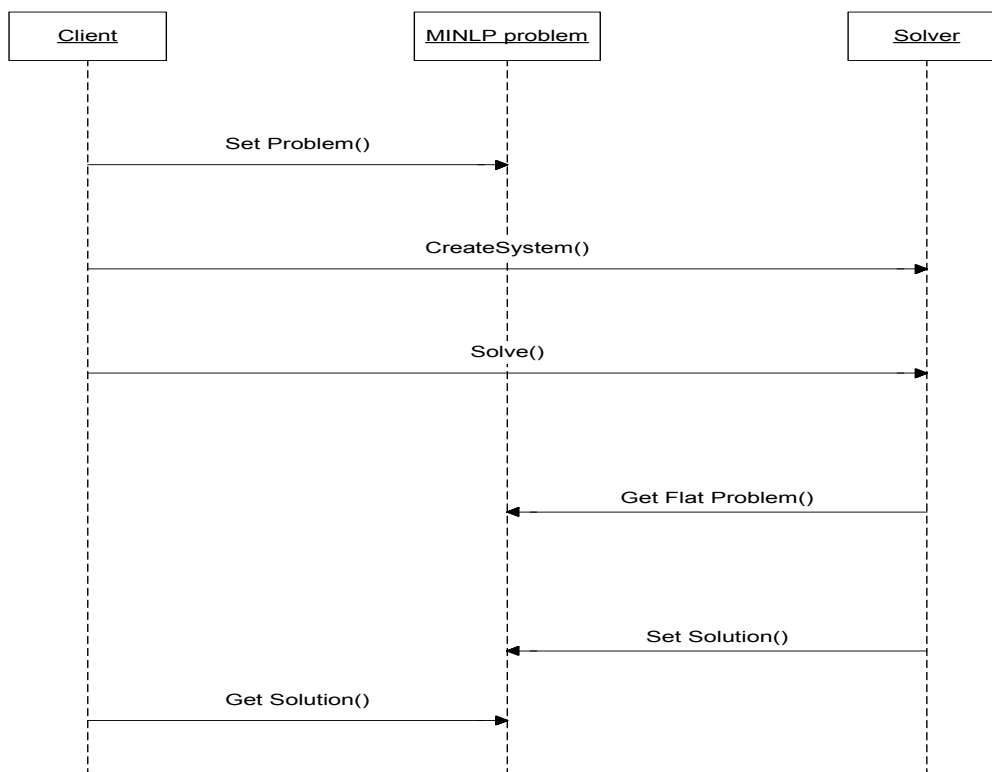 Client
MINLP problem
Solver
Set Problem()
CreateSystem()
Solve()
Get Flat Problem()
Set Solution()
Get Solution()